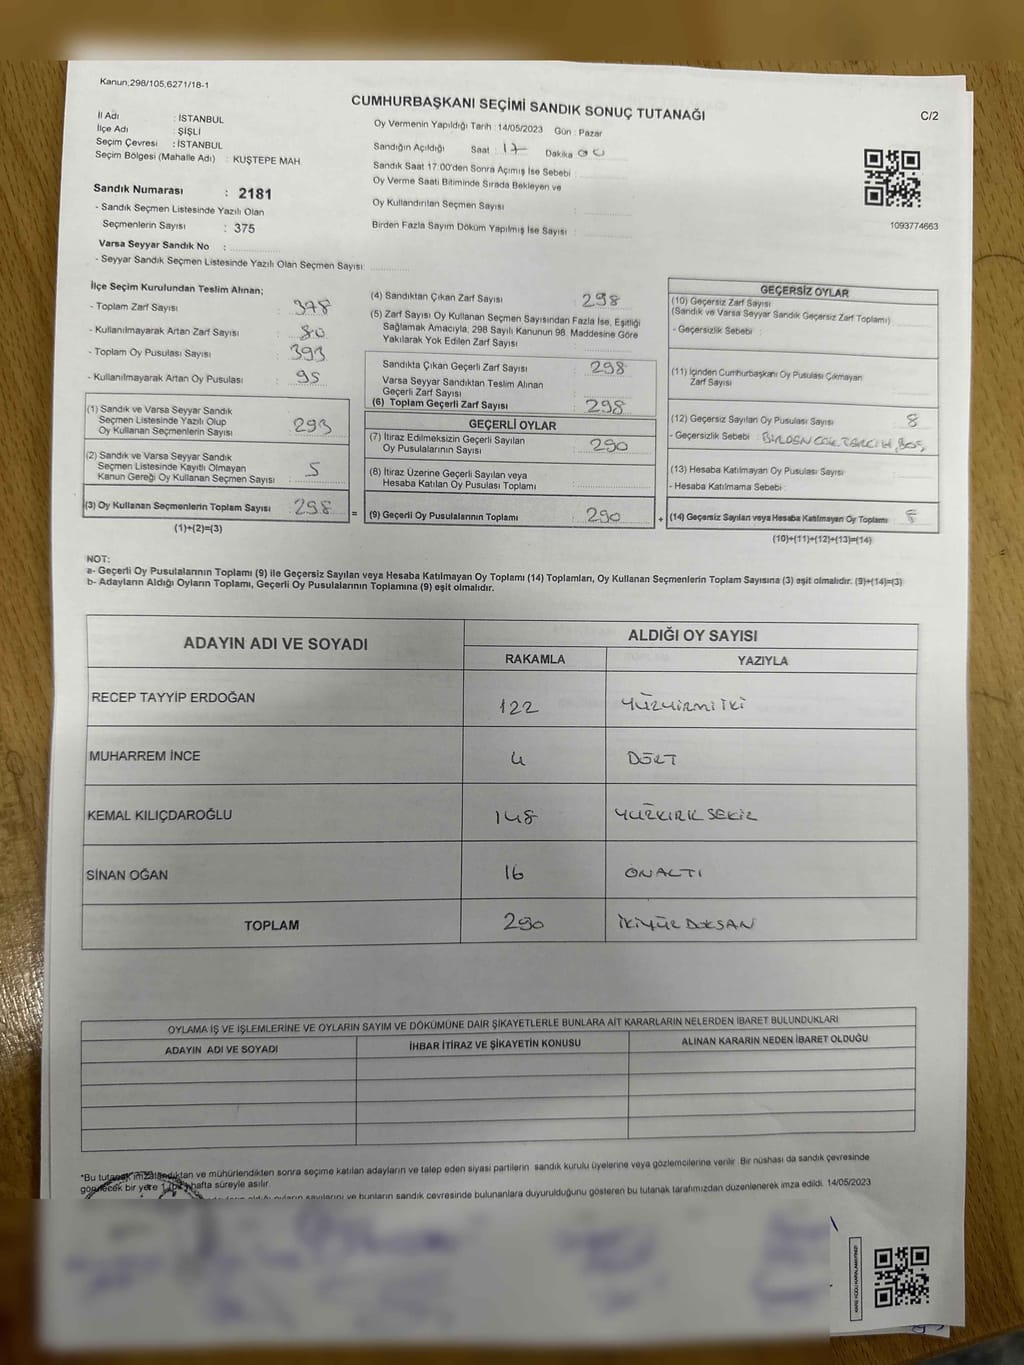 Kanun,298/105,6271/18-1
CUMHURBAŞKANI SEÇİMİ SANDIK SONUÇ TUTANAĞI
C/2
İl Adı : İSTANBUL
İlçe Adı : ŞİŞLİ
Seçim Çevresi : İSTANBUL
Seçim Bölgesi (Mahalle Adı) : KUŞTEPE MAH.
Sandık Numarası : 2181
- Sandık Seçmen Listesinde Yazılı Olan
Seçmenlerin Sayısı : 375
Varsa Seyyar Sandık No :
- Seyyar Sandık Seçmen Listesinde Yazılı Olan Seçmen Sayısı:
Oy Vermenin Yapıldığı Tarih :14/05/2023 Gün : Pazar
Sandığın Açıldığı Saat : 17 Dakika 00
Sandık Saat 17:00'den Sonra Açımış İse Sebebi :
Oy Verme Saati Bitiminde Sırada Bekleyen ve
Oy Kullandırılan Seçmen Sayısı :
Birden Fazla Sayım Döküm Yapılmış İse Sayısı :
1093774663
İlçe Seçim Kurulundan Teslim Alınan;
- Toplam Zarf Sayısı : 378
- Kullanılmayarak Artan Zarf Sayısı : 80
- Toplam Oy Pusulası Sayısı : 393
- Kullanılmayarak Artan Oy Pusulası : 95
(1) Sandık ve Varsa Seyyar Sandık
Seçmen Listesinde Yazılı Olup
Oy Kullanan Seçmenlerin Sayısı : 293
(2) Sandık ve Varsa Seyyar Sandık
Seçmen Listesinde Kayıtlı Olmayan
Kanun Gereği Oy Kullanan Seçmen Sayısı : 5
(3) Oy Kullanan Seçmenlerin Toplam Sayısı : 298
(1)+(2)=(3)
(4) Sandıktan Çıkan Zarf Sayısı : 298
(5) Zarf Sayısı Oy Kullanan Seçmen Sayısından Fazla İse, Eşitliği
Sağlamak Amacıyla, 298 Sayılı Kanunun 98. Maddesine Göre
Yakılarak Yok Edilen Zarf Sayısı :
Sandıkta Çıkan Geçerli Zarf Sayısı : 298
Varsa Seyyar Sandıktan Teslim Alınan
Geçerli Zarf Sayısı :
(6) Toplam Geçerli Zarf Sayısı : 298
GEÇERLİ OYLAR
(7) İtiraz Edilmeksizin Geçerli Sayılan
Oy Pusulalarının Sayısı : 290
(8) İtiraz Üzerine Geçerli Sayılan veya
Hesaba Katılan Oy Pusulası Toplamı :
=
(9) Geçerli Oy Pusulalarının Toplamı : 290
+
GEÇERSİZ OYLAR
(10) Geçersiz Zarf Sayısı
(Sandık ve Varsa Seyyar Sandık Geçersiz Zarf Toplamı) :
- Geçersizlik Sebebi :
(11) İçinden Cumhurbaşkanı Oy Pusulası Çıkmayan
Zarf Sayısı :
(12) Geçersiz Sayılan Oy Pusulası Sayısı : 8
- Geçersizlik Sebebi : BİRDEN ÇOK TERCİH, BOŞ
(13) Hesaba Katılmayan Oy Pusulası Sayısı :
- Hesaba Katılmama Sebebi :
(14) Geçersiz Sayılan veya Hesaba Katılmayan Oy Toplamı : 8
(10)+(11)+(12)+(13)=(14)
NOT:
a- Geçerli Oy Pusulalarının Toplamı (9) ile Geçersiz Sayılan veya Hesaba Katılmayan Oy Toplamı (14) Toplamları, Oy Kullanan Seçmenlerin Toplam Sayısına (3) eşit olmalıdır. (9)+(14)=(3)
b- Adayların Aldığı Oyların Toplamı, Geçerli Oy Pusulalarının Toplamına (9) eşit olmalıdır.
ADAYIN ADI VE SOYADI
ALDIĞI OY SAYISI
RAKAMLA YAZIYLA
RECEP TAYYİP ERDOĞAN 122 YÜZYİRMİ İKİ
MUHARREM İNCE 4 DÖRT
KEMAL KILIÇDAROĞLU 148 YÜZKIRK SEKİZ
SİNAN OĞAN 16 ONALTI
TOPLAM 290 İKİYÜZ DOKSAN
OYLAMA İŞ VE İŞLEMLERİNE VE OYLARIN SAYIM VE DÖKÜMÜNE DAİR ŞİKAYETLERLE BUNLARA AİT KARARLARIN NELERDEN İBARET BULUNDUKLARI
ADAYIN ADI VE SOYADI İHBAR İTİRAZ VE ŞİKAYETİN KONUSU ALINAN KARARIN NEDEN İBARET OLDUĞU
*Bu tutanak imzalandıktan ve mühürlendikten sonra seçime katılan adayların ve talep eden siyasi partilerin sandık kurulu üyelerine veya gözlemcilerine verilir. Bir nüshası da sandık çevresinde
görülecek bir yere 1 hafta süreyle asılır.
oyların sayılarını ve bunların sandık çevresinde bulunanlara duyurulduğunu gösteren bu tutanak tarafımızdan düzenlenerek imza edildi. 14/05/2023